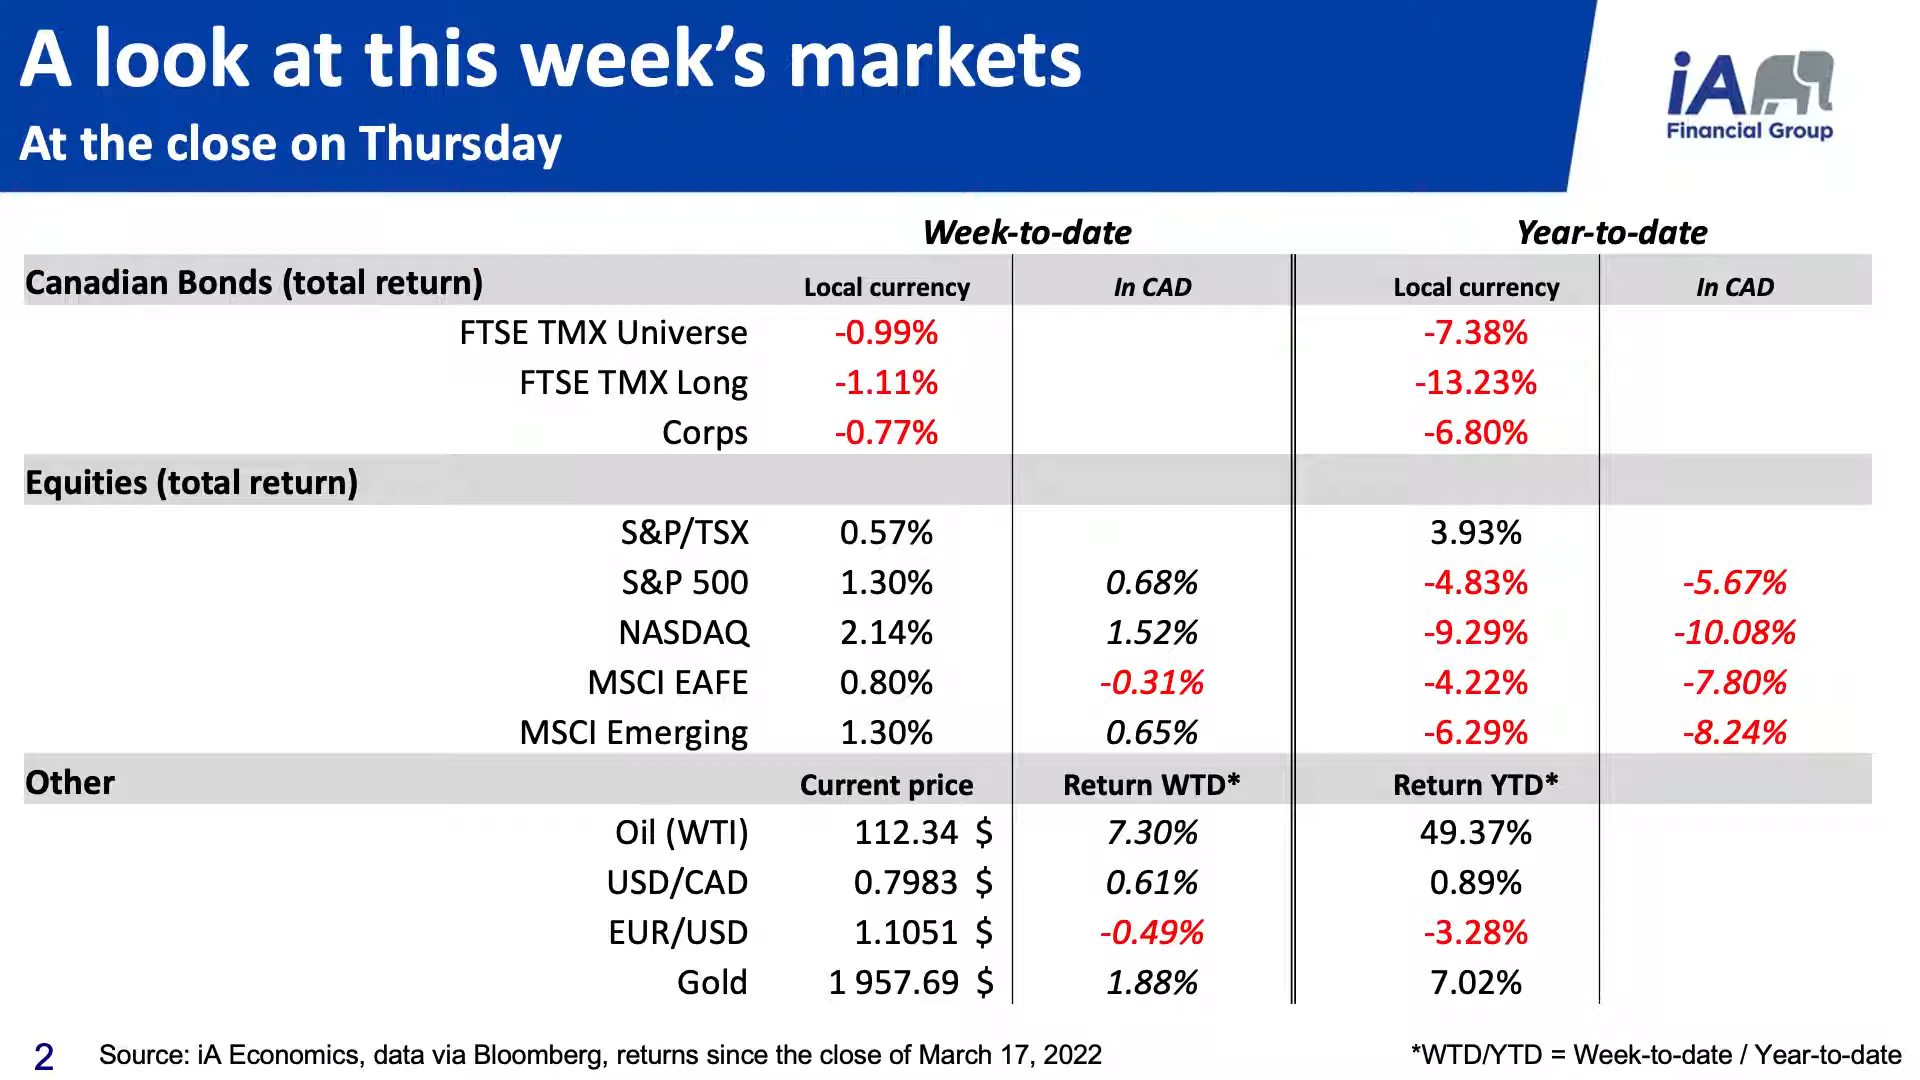 A look at this week’s markets
At the close on Thursday
iA
Financial Group
Week-to-date Year-to-date
Canadian Bonds (total return) Local currency In CAD Local currency In CAD
FTSE TMX Universe -0.99% -7.38%
FTSE TMX Long -1.11% -13.23%
Corps -0.77% -6.80%
Equities (total return)
S&P/TSX 0.57% 3.93%
S&P 500 1.30% 0.68% -4.83% -5.67%
NASDAQ 2.14% 1.52% -9.29% -10.08%
MSCI EAFE 0.80% -0.31% -4.22% -7.80%
MSCI Emerging 1.30% 0.65% -6.29% -8.24%
Other Current price Return WTD* Return YTD*
Oil (WTI) 112.34 $ 7.30% 49.37%
USD/CAD 0.7983 $ 0.61% 0.89%
EUR/USD 1.1051 $ -0.49% -3.28%
Gold 1 957.69 $ 1.88% 7.02%
2 Source: iA Economics, data via Bloomberg, returns since the close of March 17, 2022 *WTD/YTD = Week-to-date / Year-to-date